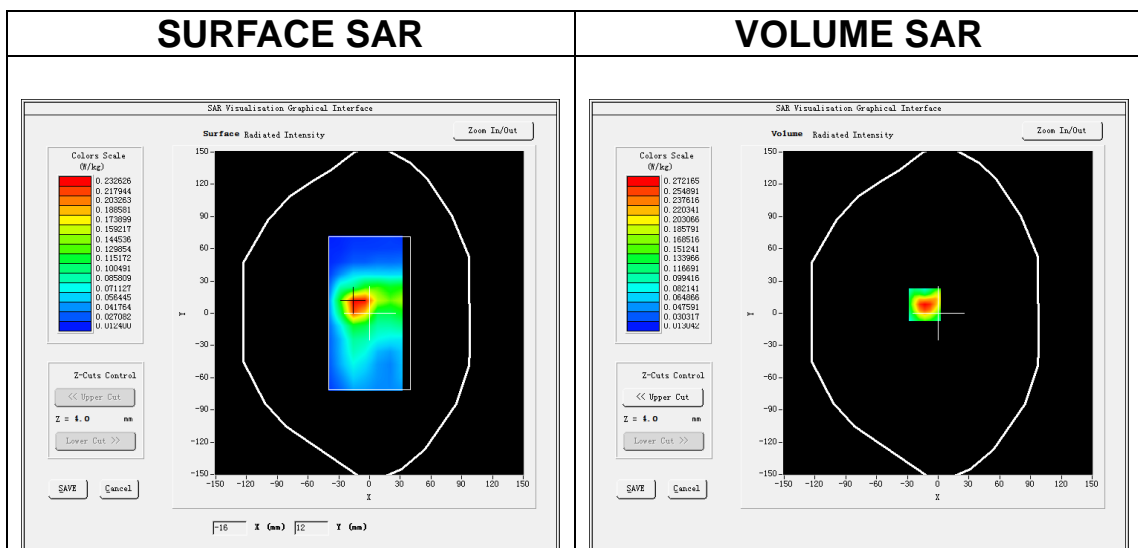 SURFACE SAR
VOLUME SAR
SAR Visualisation Graphical Interface
Surface Radiated Intensity
Zoom In/Out
Colors Scale
(W/kg)
0.232626
0.217944
0.203263
0.188581
0.173899
0.159217
0.144536
0.129854
0.115172
0.100491
0.085809
0.071127
0.056445
0.041764
0.027082
0.012400
Z-Cuts Control
<< Upper Cut
Z = 4.0 mm
Lower Cut >>
SAVE
Cancel
150
120
90
60
30
0
-30
-60
-90
-120
-150
Y
-150 -120 -90 -60 -30 0 30 60 90 120 150
X
-16 X (mm) 12 Y (mm)
SAR Visualisation Graphical Interface
Volume Radiated Intensity
Zoom In/Out
Colors Scale
(W/kg)
0.272165
0.254891
0.237616
0.220341
0.203066
0.185791
0.168516
0.151241
0.133966
0.116691
0.099416
0.082141
0.064866
0.047591
0.030317
0.013042
Z-Cuts Control
<< Upper Cut
Z = 4.0 mm
Lower Cut >>
SAVE
Cancel
150
120
90
60
30
0
-30
-60
-90
-120
-150
Y
-150 -120 -90 -60 -30 0 30 60 90 120 150
X